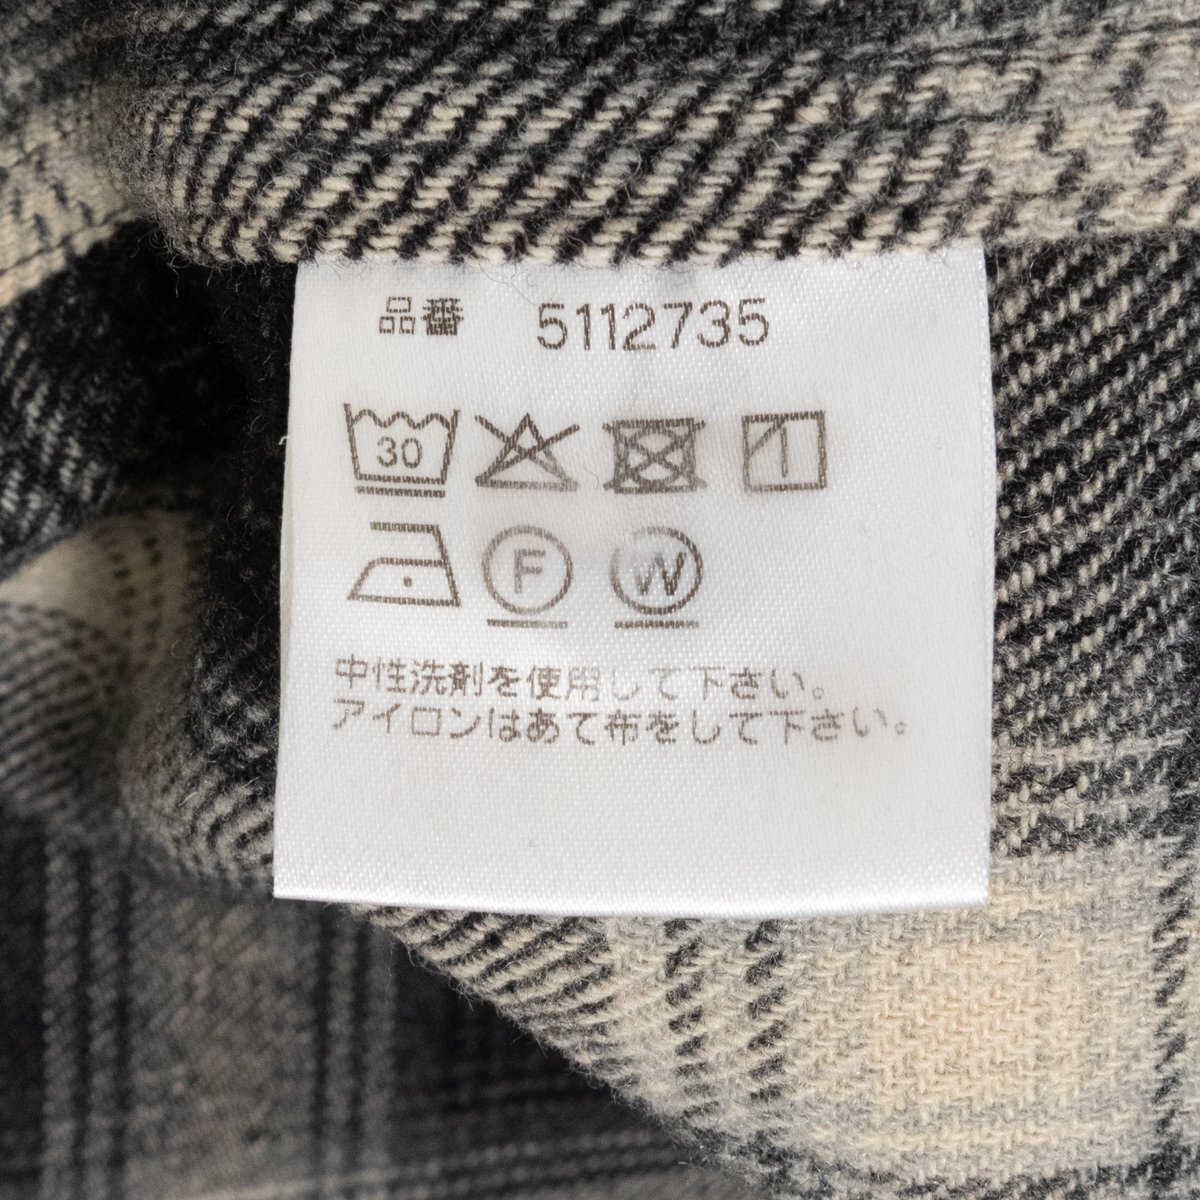 品番 5112735
30
F W
中性洗剤を使用して下さい。
アイロンはあて布をして下さい。